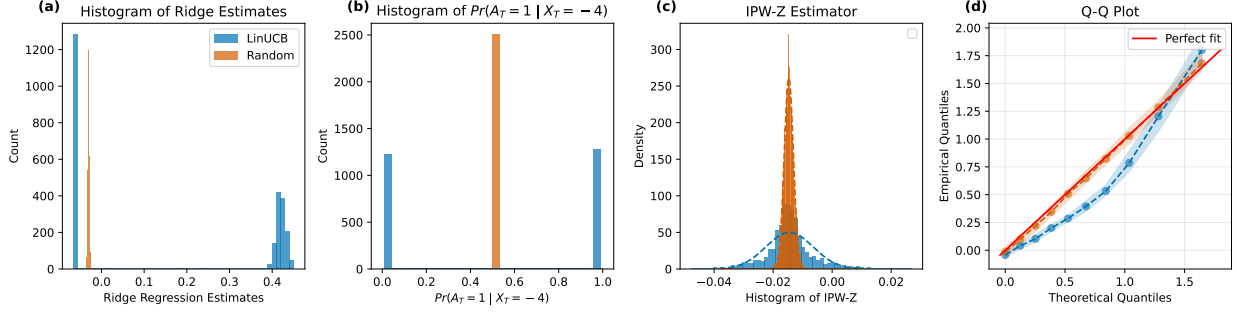 (a)
Histogram of Ridge Estimates
LinUCB
Random
1200
1000
800
600
400
200
0
Count
0.0
0.1
0.2
0.3
0.4
Ridge Regression Estimates
(b)
Histogram of Pr(A_T = 1 | X_T = −4)
2500
2000
1500
1000
500
0
Count
0.0
0.2
0.4
0.6
0.8
1.0
Pr(A_T = 1 | X_T = −4)
(c)
IPW-Z Estimator
300
250
200
150
100
50
0
Density
−0.04
−0.02
0.00
0.02
Histogram of IPW-Z
(d)
Q-Q Plot
Perfect fit
2.00
1.75
1.50
1.25
1.00
0.75
0.50
0.25
0.00
Empirical Quantiles
0.0
0.5
1.0
1.5
Theoretical Quantiles